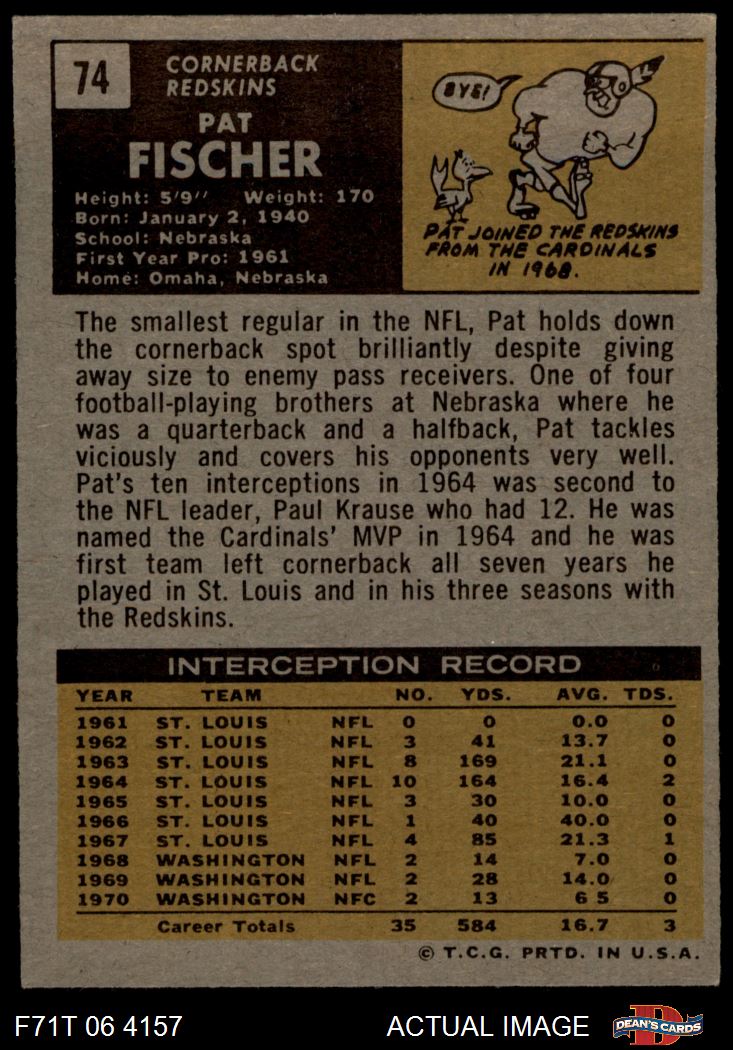 74
CORNERBACK
REDSKINS
PAT
FISCHER
Height: 5'9" Weight: 170
Born: January 2, 1940
School: Nebraska
First Year Pro: 1961
Home: Omaha, Nebraska
BYE!
PAT JOINED THE REDSKINS
FROM THE CARDINALS
IN 1968.
The smallest regular in the NFL, Pat holds down
the cornerback spot brilliantly despite giving
away size to enemy pass receivers. One of four
football-playing brothers at Nebraska where he
was a quarterback and a halfback, Pat tackles
viciously and covers his opponents very well.
Pat's ten interceptions in 1964 was second to
the NFL leader, Paul Krause who had 12. He was
named the Cardinals' MVP in 1964 and he was
first team left cornerback all seven years he
played in St. Louis and in his three seasons with
the Redskins.
INTERCEPTION RECORD
YEAR TEAM NO. YDS. AVG. TDS.
1961 ST. LOUIS NFL 0 0 0.0 0
1962 ST. LOUIS NFL 3 41 13.7 0
1963 ST. LOUIS NFL 8 169 21.1 0
1964 ST. LOUIS NFL 10 164 16.4 2
1965 ST. LOUIS NFL 3 30 10.0 0
1966 ST. LOUIS NFL 1 40 40.0 0
1967 ST. LOUIS NFL 4 85 21.3 1
1968 WASHINGTON NFL 2 14 7.0 0
1969 WASHINGTON NFL 2 28 14.0 0
1970 WASHINGTON NFC 2 13 6 5 0
Career Totals 35 584 16.7 3
© T.C.G. PRTD. IN U.S.A.
F71T 06 4157 ACTUAL IMAGE D DEAN'S CARDS